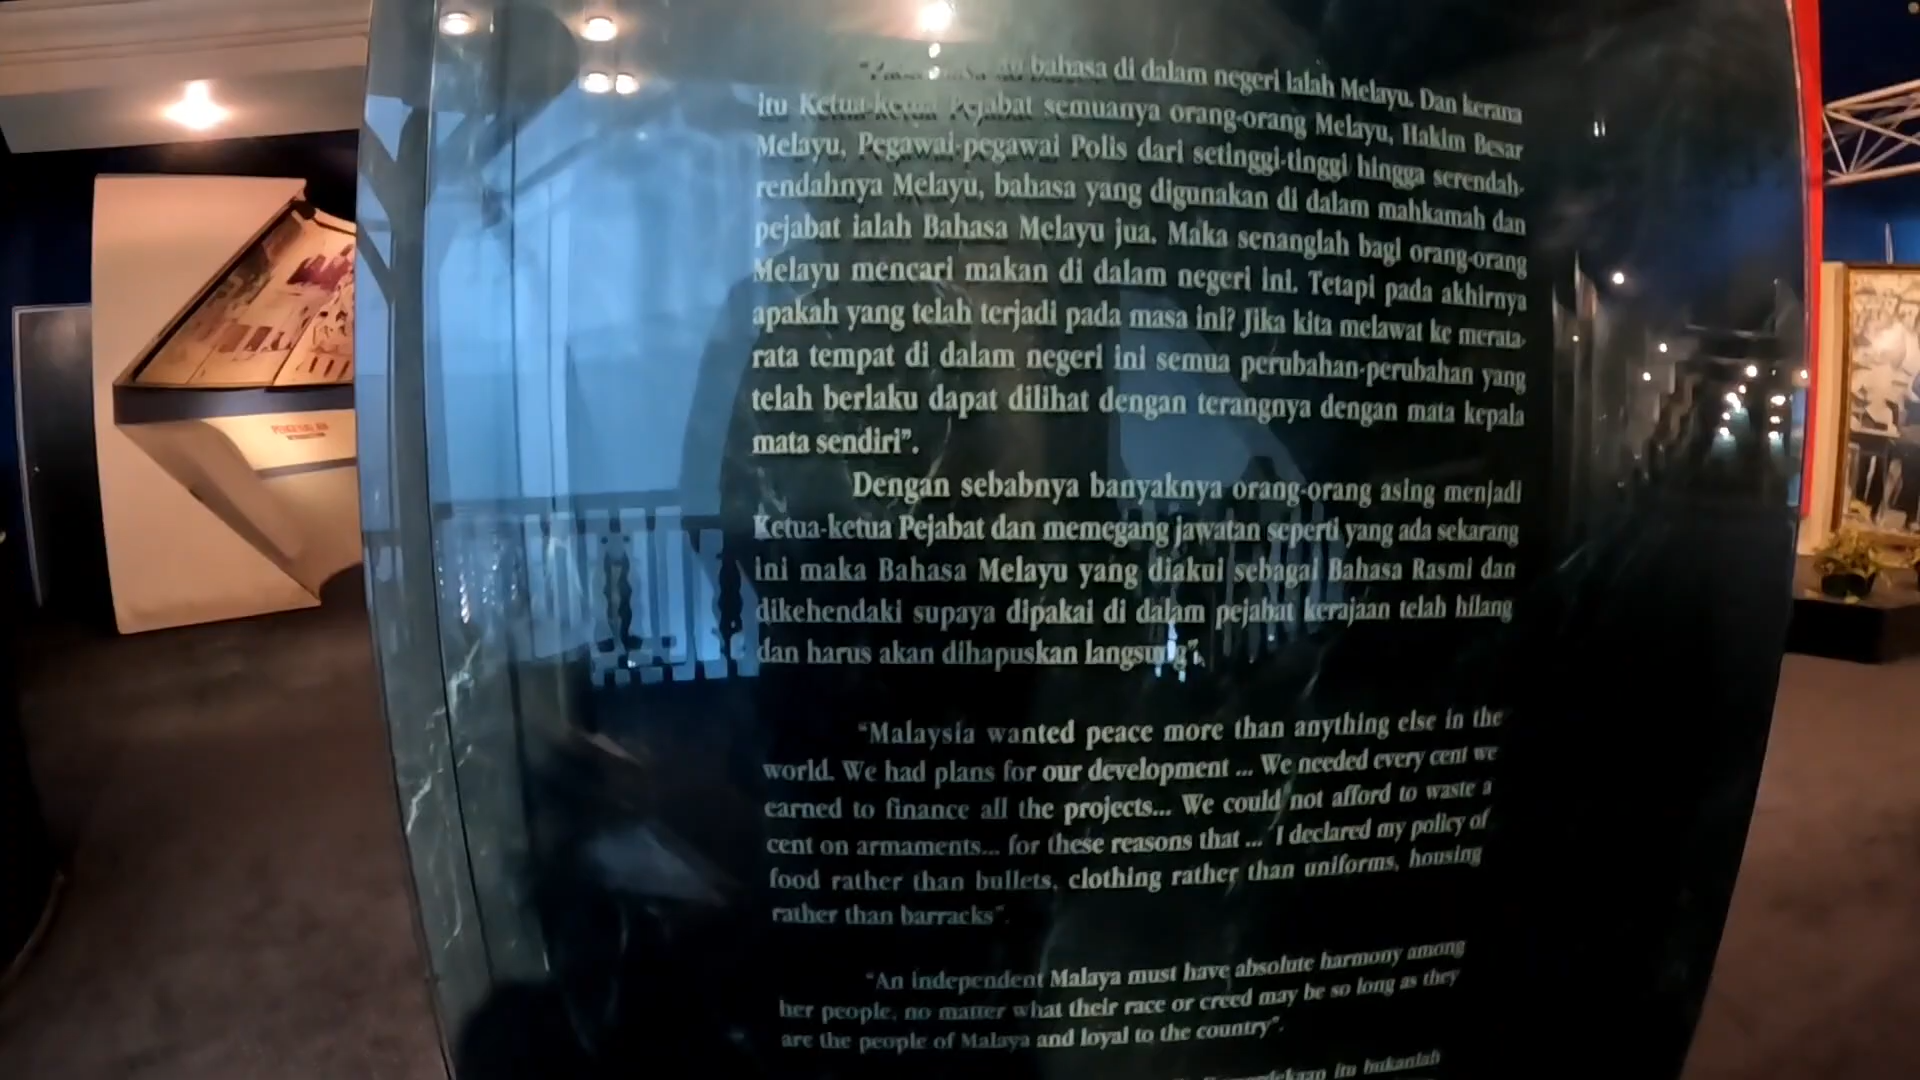 “Pada masa itu bahasa di dalam negeri ialah Melayu. Dan kerana
itu Ketua-ketua Pejabat semuanya orang-orang Melayu, Hakim Besar
Melayu, Pegawai-pegawai Polis dari setinggi-tinggi hingga serendah-
rendahnya Melayu, bahasa yang digunakan di dalam mahkamah dan
pejabat ialah Bahasa Melayu jua. Maka senanglah bagi orang-orang
Melayu mencari makan di dalam negeri ini. Tetapi pada akhirnya
apakah yang telah terjadi pada masa ini? Jika kita melawat ke merata-
rata tempat di dalam negeri ini semua perubahan-perubahan yang
telah berlaku dapat dilihat dengan terangnya dengan mata kepala
mata sendiri”.
Dengan sebabnya banyaknya orang-orang asing menjadi
Ketua-ketua Pejabat dan memegang jawatan seperti yang ada sekarang
ini maka Bahasa Melayu yang diakui sebagai Bahasa Rasmi dan
dikehendaki supaya dipakai di dalam pejabat kerajaan telah hilang
dan harus akan dihapuskan langsung”.
“Malaysia wanted peace more than anything else in the
world. We had plans for our development ... We needed every cent we
earned to finance all the projects... We could not afford to waste a
cent on armaments... for these reasons that ... ‘I declared my policy of
food rather than bullets, clothing rather than uniforms, housing
rather than barracks”.
“An independent Malaya must have absolute harmony among
her people, no matter what their race or creed may be so long as they
are the people of Malaya and loyal to the country”.
itu bukanlah